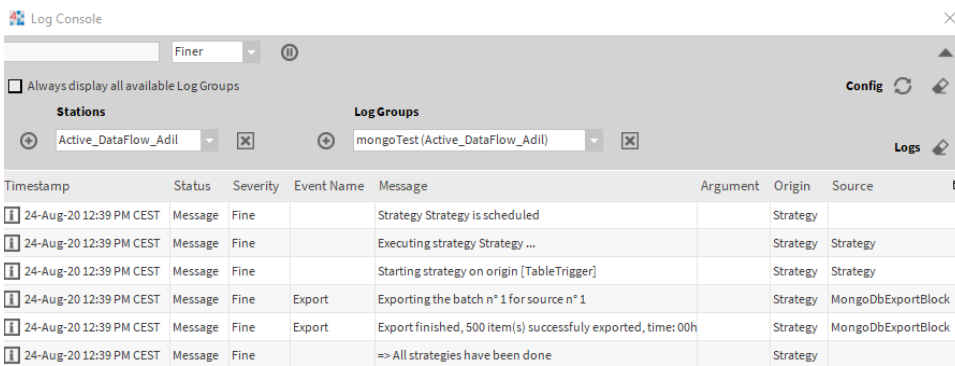 Log Console
Finer
Always display all available Log Groups
Config
Stations
Log Groups
Active_DataFlow_Adil
mongoTest (Active_DataFlow_Adil)
Logs
Timestamp Status Severity Event Name Message Argument Origin Source
24-Aug-20 12:39 PM CEST Message Fine Strategy Strategy is scheduled Strategy
24-Aug-20 12:39 PM CEST Message Fine Executing strategy Strategy ... Strategy Strategy
24-Aug-20 12:39 PM CEST Message Fine Starting strategy on origin [TableTrigger] Strategy Strategy
24-Aug-20 12:39 PM CEST Message Fine Export Exporting the batch n° 1 for source n° 1 Strategy MongoDbExportBlock
24-Aug-20 12:39 PM CEST Message Fine Export Export finished, 500 item(s) successfuly exported, time: 00h Strategy MongoDbExportBlock
24-Aug-20 12:39 PM CEST Message Fine => All strategies have been done Strategy